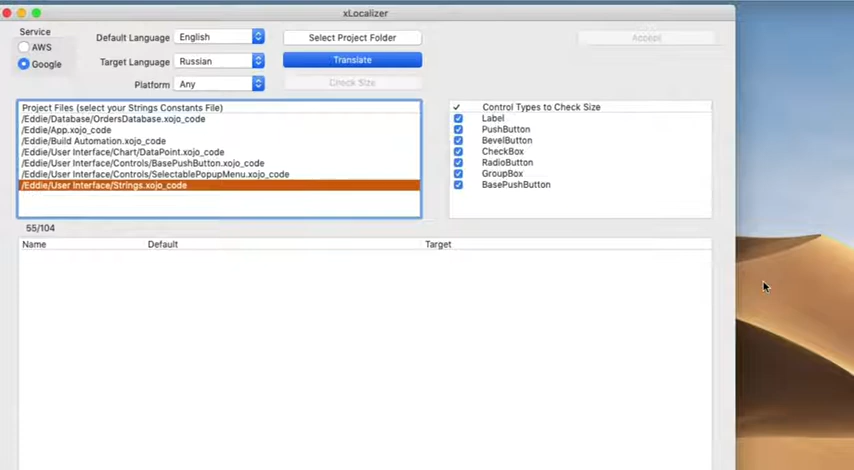 xLocalizer
Service
AWS
Google
Default Language English
Target Language Russian
Platform Any
Select Project Folder
Translate
Check Size
Accept
Project Files (select your Strings Constants File)
/Eddie/Database/OrdersDatabase.xojo_code
/Eddie/App.xojo_code
/Eddie/Build Automation.xojo_code
/Eddie/User Interface/Chart/DataPoint.xojo_code
/Eddie/User Interface/Controls/BasePushButton.xojo_code
/Eddie/User Interface/Controls/SelectablePopupMenu.xojo_code
/Eddie/User Interface/Strings.xojo_code
Control Types to Check Size
Label
PushButton
BevelButton
CheckBox
RadioButton
GroupBox
BasePushButton
55/104
Name Default Target